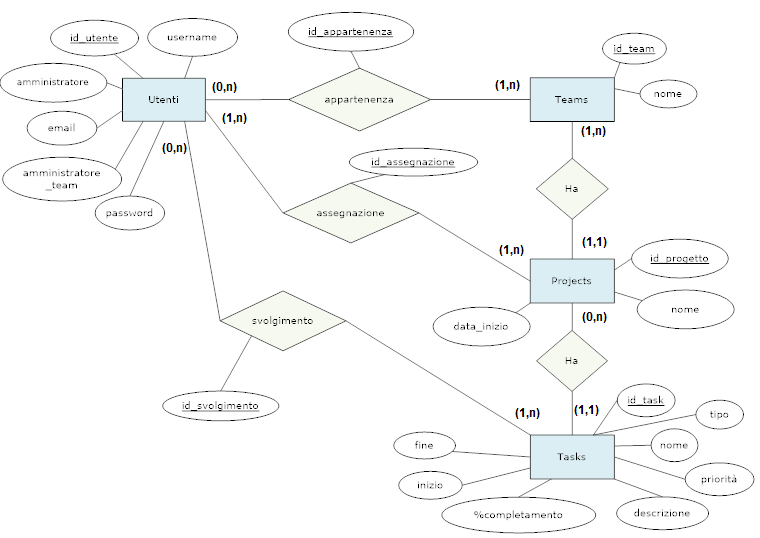 id_appartenenza
id_utente
username
id_team
amministratore
(0,n)
(1,n)
nome
Utenti
appartenenza
Teams
(1,n)
email
(1,n)
(0,n)
id_assegnazione
amministratore
_team
Ha
password
assegnazione
(1,n)
(1,1)
id_progetto
Projects
nome
data_inizio
(0,n)
svolgimento
Ha
id_svolgimento
(1,n)
(1,1)
id_task
tipo
fine
nome
Tasks
inizio
priorità
%completamento
descrizione